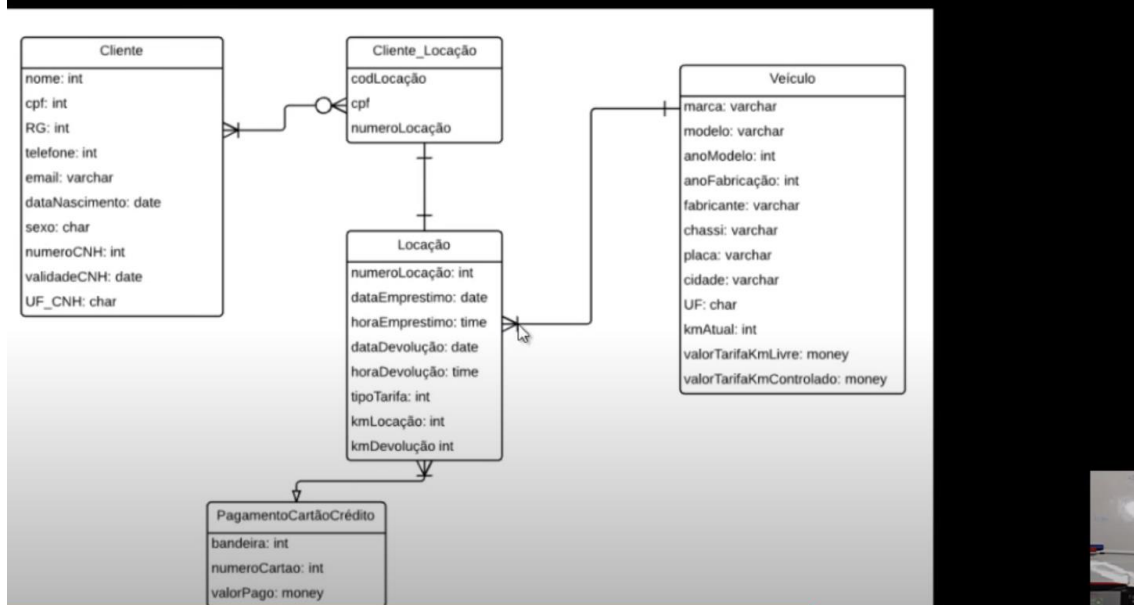 Cliente
nome: int
cpf: int
RG: int
telefone: int
email: varchar
dataNascimento: date
sexo: char
numeroCNH: int
validadeCNH: date
UF_CNH: char
Cliente_Locação
codLocação
cpf
numeroLocação
Locação
numeroLocação: int
dataEmprestimo: date
horaEmprestimo: time
dataDevolução: date
horaDevolução: time
tipoTarifa: int
kmLocação: int
kmDevolução int
Veículo
marca: varchar
modelo: varchar
anoModelo: int
anoFabricação: int
fabricante: varchar
chassi: varchar
placa: varchar
cidade: varchar
UF: char
kmAtual: int
valorTarifaKmLivre: money
valorTarifaKmControlado: money
PagamentoCartãoCrédito
bandeira: int
numeroCartao: int
valorPago: money